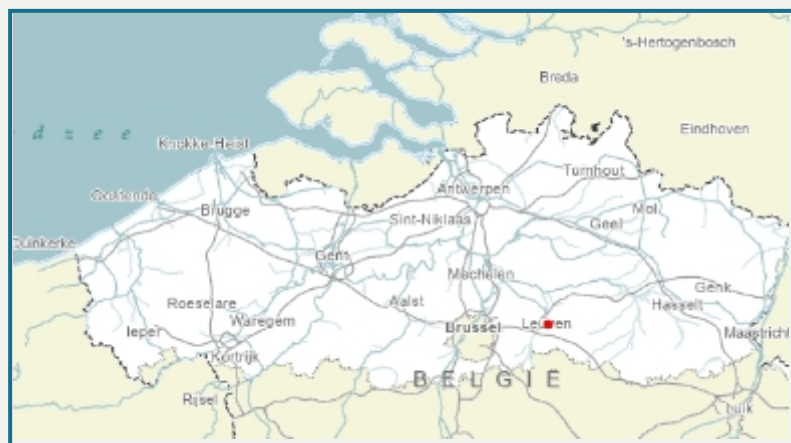 's-Hertogenbosch
Breda
d z e e
Eindhoven
Knokke-Heist
Turnhout
Oostende
Antwerpen
Mol
Brugge
Sint-Niklaas
Geel
Duinkerke
Gent
Mechelen
Genk
Roeselare
Aalst
Hasselt
Ieper
Waregem
Brussel
Leuven
Maastricht
Kortrijk
BELGIË
Rijsel
Luik